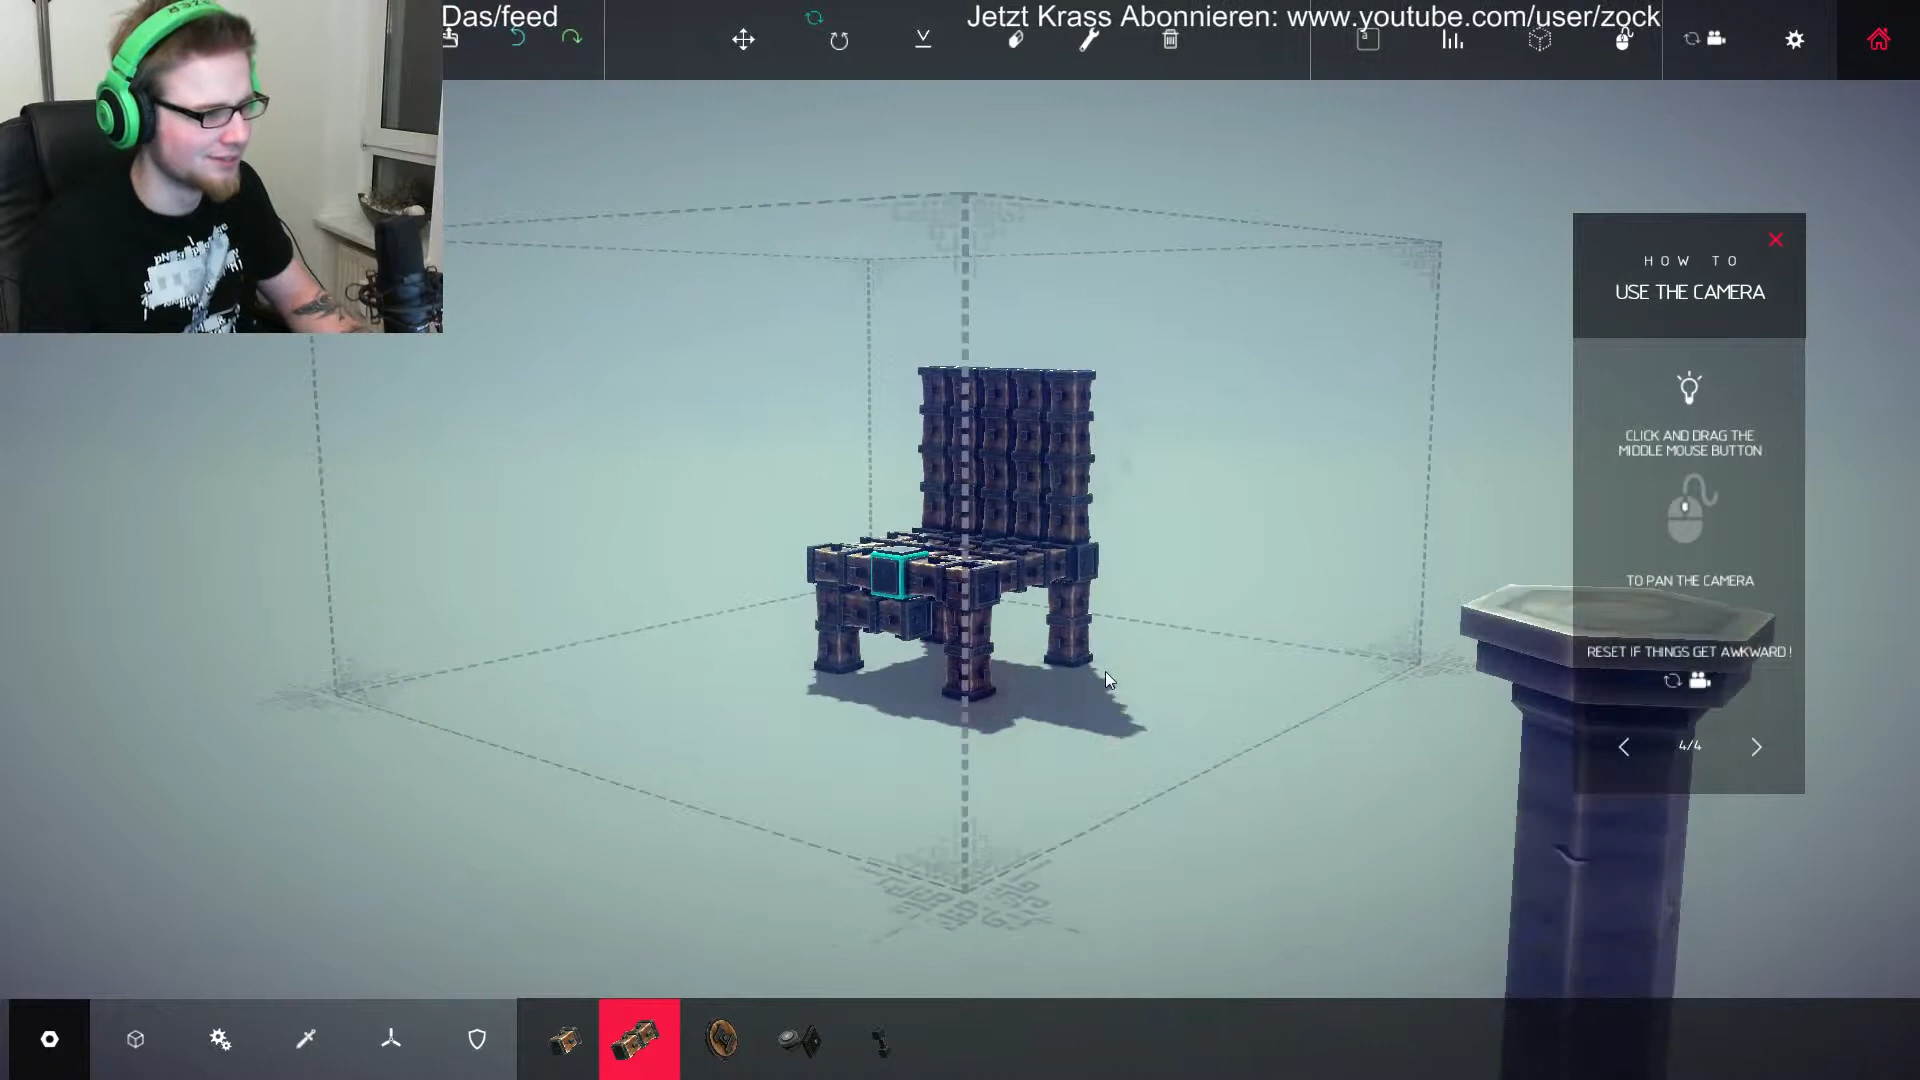 Das/feed
Jetzt Krass Abonnieren: www.youtube.com/user/zock
HOW TO
USE THE CAMERA
CLICK AND DRAG THE
MIDDLE MOUSE BUTTON
TO PAN THE CAMERA
RESET IF THINGS GET AWKWARD!
4/4